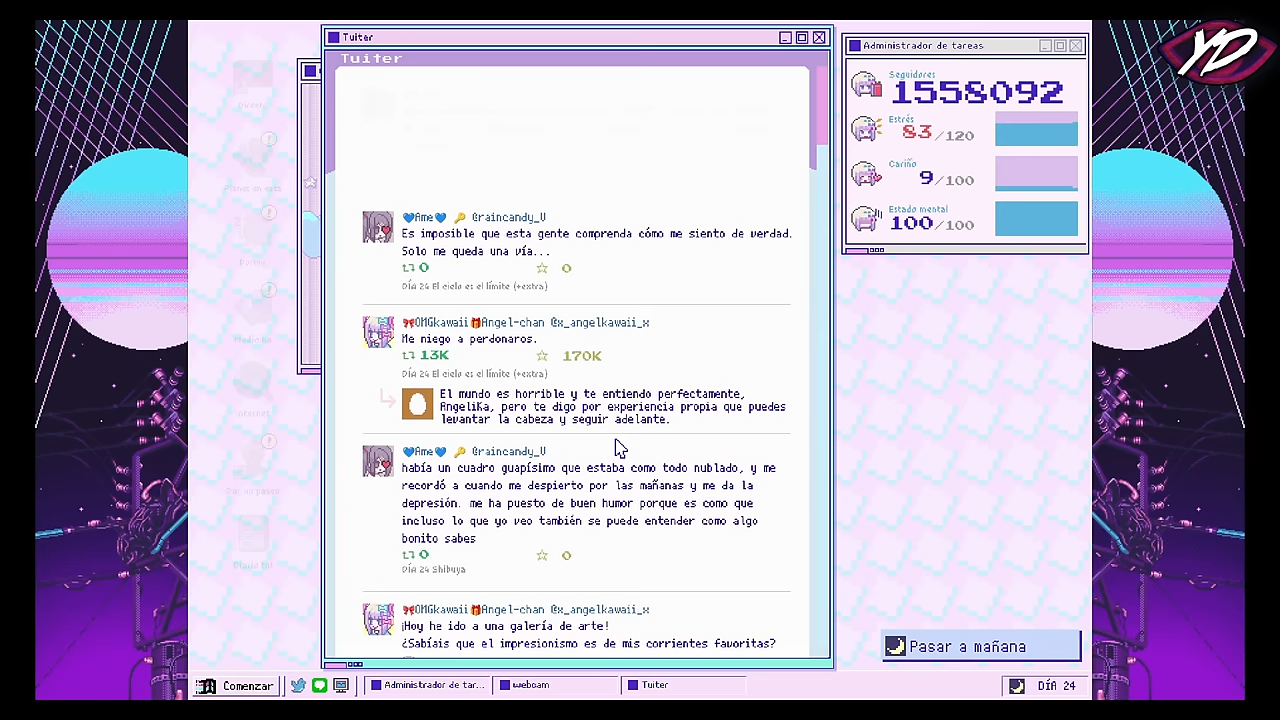 Tuiter
Tuiter
💙Ame💙 🔑 @raincandy_U
Es imposible que esta gente comprenda cómo me siento de verdad.
Solo me queda una vía...
0 0
DÍA 24 El cielo es el límite (+extra)
🎀OMGkawaii🎁Angel-chan @x_angelkawaii_x
Me niego a perdonaros.
13K 170K
DÍA 24 El cielo es el límite (+extra)
El mundo es horrible y te entiendo perfectamente,
AngeliKa, pero te digo por experiencia propia que puedes
levantar la cabeza y seguir adelante.
💙Ame💙 🔑 @raincandy_U
había un cuadro guapísimo que estaba como todo nublado, y me
recordó a cuando me despierto por las mañanas y me da la
depresión. me ha puesto de buen humor porque es como que
incluso lo que yo veo también se puede entender como algo
bonito sabes
0 0
DÍA 24 Shibuya
🎀OMGkawaii🎁Angel-chan @x_angelkawaii_x
¡Hoy he ido a una galería de arte!
¿Sabíais que el impresionismo es de mis corrientes favoritas?
Administrador de tareas
Seguidores
1558092
Estrés
83/120
Cariño
9/100
Estado mental
100/100
YD
Pasar a mañana
Comenzar
Administrador de tar...
webcam
Tuiter
DÍA 24